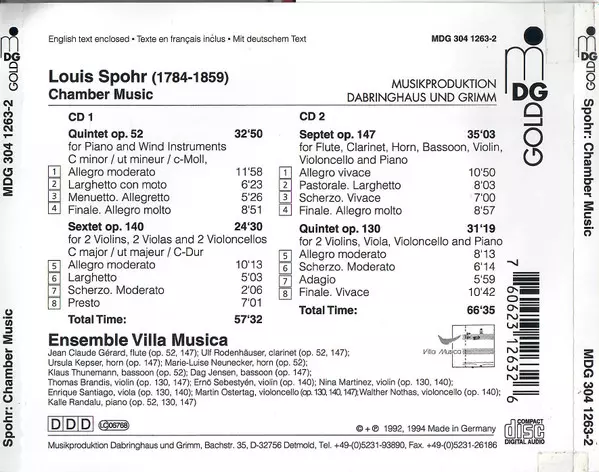 English text enclosed • Texte en français inclus • Mit deutschem Text
MDG 304 1263-2
Louis Spohr (1784-1859)
Chamber Music
MUSIKPRODUKTION
DABRINGHAUS UND GRIMM
MDG
GOLD
CD 1
Quintet op. 52 32'50
for Piano and Wind Instruments
C minor / ut mineur / c-Moll,
1 Allegro moderato 11'58
2 Larghetto con moto 6'23
3 Menuetto. Allegretto 5'26
4 Finale. Allegro molto 8'51
Sextet op. 140 24'30
for 2 Violins, 2 Violas and 2 Violoncellos
C major / ut majeur / C-Dur
5 Allegro moderato 10'13
6 Larghetto 5'03
7 Scherzo. Moderato 2'06
8 Presto 7'01
Total Time: 57'32
CD 2
Septet op. 147 35'03
for Flute, Clarinet, Horn, Bassoon, Violin,
Violoncello and Piano
1 Allegro vivace 10'50
2 Pastorale. Larghetto 8'03
3 Scherzo. Vivace 7'00
4 Finale. Allegro molto 8'57
Quintet op. 130 31'19
for 2 Violins, Viola, Violoncello and Piano
5 Allegro moderato 8'13
6 Scherzo. Moderato 6'14
7 Adagio 5'59
8 Finale. Vivace 10'42
Total Time: 66'35
Ensemble Villa Musica
Jean Claude Gérard, flute (op. 52, 147); Ulf Rodenhäuser, clarinet (op. 52, 147);
Ursula Kepser, horn (op. 147); Marie-Luise Neunecker, horn (op. 52);
Klaus Thunemann, bassoon (op. 52); Dag Jensen, bassoon (op. 147);
Thomas Brandis, violin (op. 130, 147); Ernö Sebestyén, violin (op. 140); Nina Martinez, violin (op. 130, 140);
Enrique Santiago, viola (op. 130, 140); Martin Ostertag, violoncello (op. 130, 140, 147); Walther Nothas, violoncello (op. 140);
Kalle Randalu, piano (op. 52, 130, 147)
Villa Musica
7 60623 12632 6
DDD
LC 06768
© + ℗ 1992, 1994 Made in Germany
COMPACT
disc
DIGITAL AUDIO
Musikproduktion Dabringhaus und Grimm, Bachstr. 35, D-32756 Detmold, Tel. +49-(0)5231-93890, Fax +49-(0)5231-26186
MDG GOLD
MDG 304 1263-2
Spohr: Chamber Music
MDG GOLD
Spohr: Chamber Music
MDG 304 1263-2